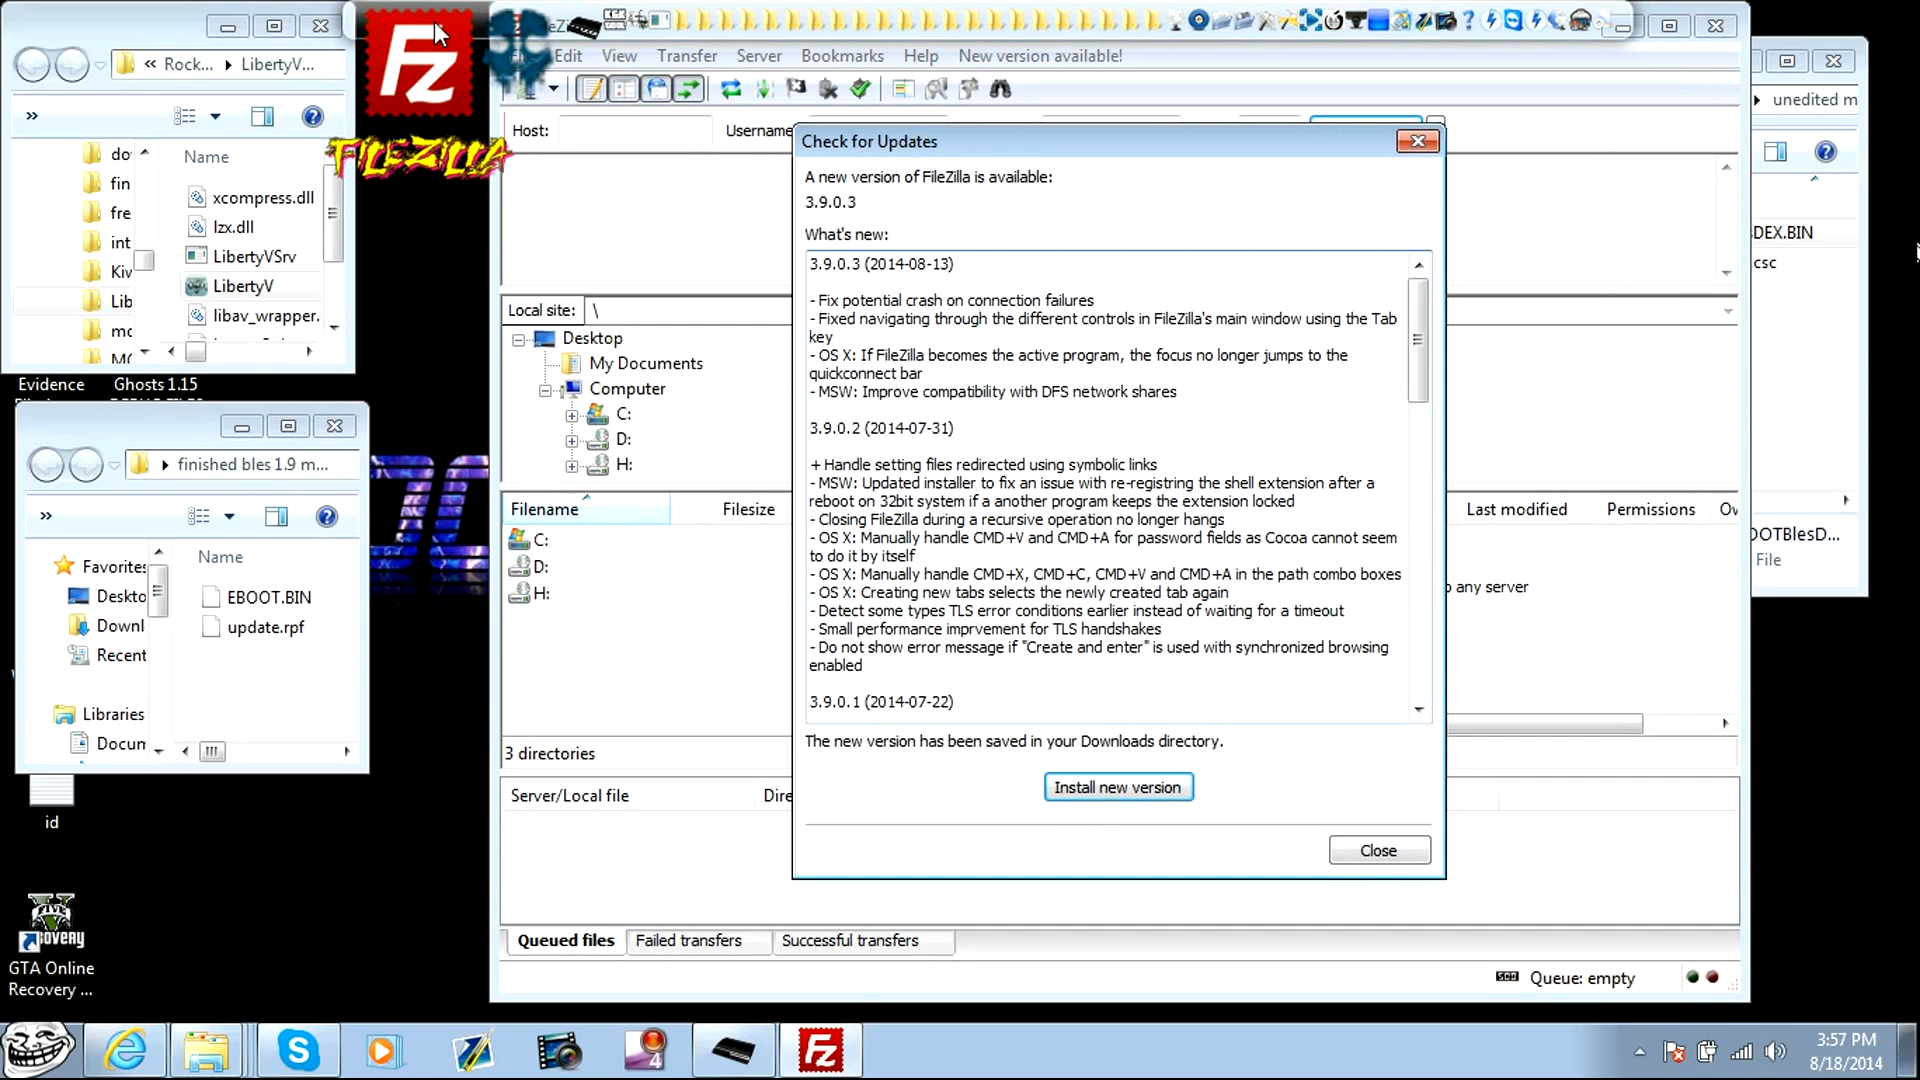 « Rock... ▸ LibertyV...
»
do
fin
fre
int
Kiv
Lib
mc
MC
Name
xcompress.dll
lzx.dll
LibertyVSrv
LibertyV
libav_wrapper.
Fz
FILEZILLA
Edit View Transfer Server Bookmarks Help New version available!
Host:
Username
Local site: \
Desktop
My Documents
Computer
C:
D:
H:
Filename
Filesize
Last modified
Permissions
Ov
C:
D:
H:
3 directories
Server/Local file
Dire
Queued files
Failed transfers
Successful transfers
Queue: empty
Check for Updates
A new version of FileZilla is available:
3.9.0.3
What's new:
3.9.0.3 (2014-08-13)
- Fix potential crash on connection failures
- Fixed navigating through the different controls in FileZilla's main window using the Tab
key
- OS X: If FileZilla becomes the active program, the focus no longer jumps to the
quickconnect bar
- MSW: Improve compatibility with DFS network shares
3.9.0.2 (2014-07-31)
+ Handle setting files redirected using symbolic links
- MSW: Updated installer to fix an issue with re-registring the shell extension after a
reboot on 32bit system if a another program keeps the extension locked
- Closing FileZilla during a recursive operation no longer hangs
- OS X: Manually handle CMD+V and CMD+A for password fields as Cocoa cannot seem
to do it by itself
- OS X: Manually handle CMD+X, CMD+C, CMD+V and CMD+A in the path combo boxes
- OS X: Creating new tabs selects the newly created tab again
- Detect some types TLS error conditions earlier instead of waiting for a timeout
- Small performance imprvement for TLS handshakes
- Do not show error message if "Create and enter" is used with synchronized browsing
enabled
3.9.0.1 (2014-07-22)
The new version has been saved in your Downloads directory.
Install new version
Close
o any server
▸ unedited m
DEX.BIN
csc
OOTBlesD...
File
Evidence
Ghosts 1.15
▸ finished bles 1.9 m...
»
Favorites
Deskto
Downl
Recent
Libraries
Docum
Name
EBOOT.BIN
update.rpf
id
GTA Online
Recovery ...
4
Fz
3:57 PM
8/18/2014